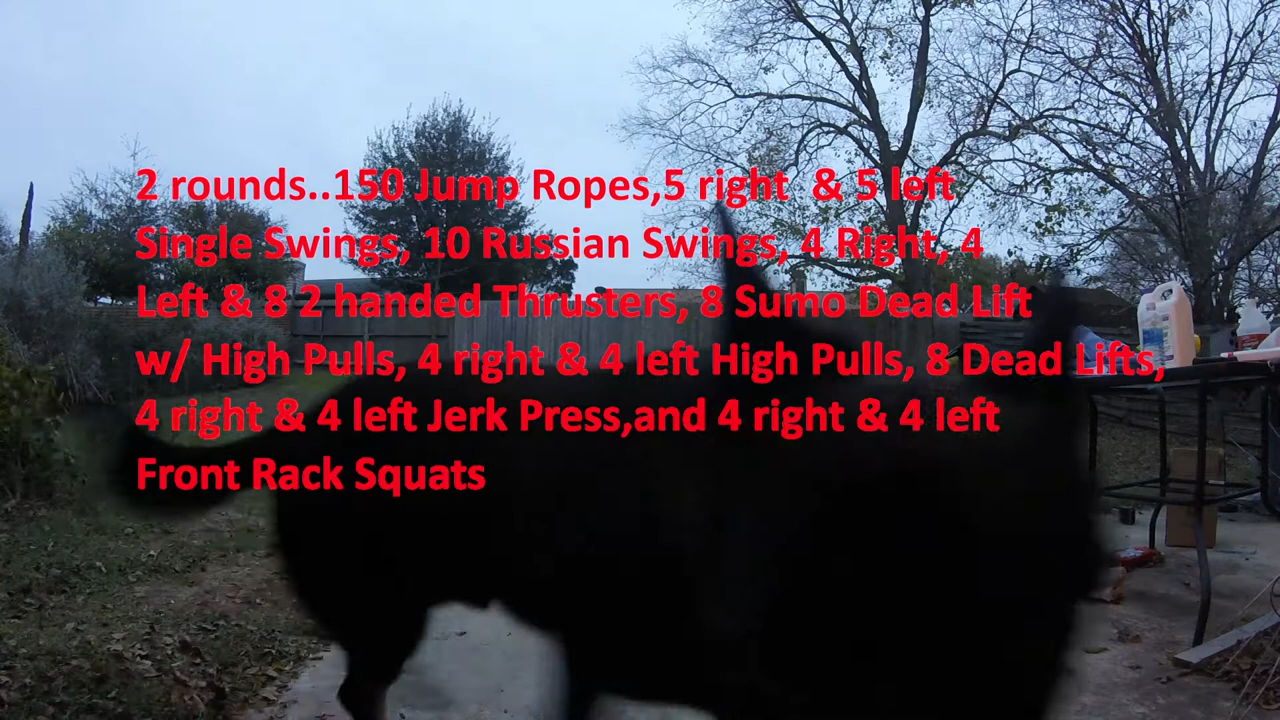 2 rounds..150 Jump Ropes,5 right  & 5 left
Single Swings, 10 Russian Swings, 4 Right, 4
Left & 8 2 handed Thrusters, 8 Sumo Dead Lift
w/ High Pulls, 4 right & 4 left High Pulls, 8 Dead Lifts,
4 right & 4 left Jerk Press,and 4 right & 4 left
Front Rack Squats